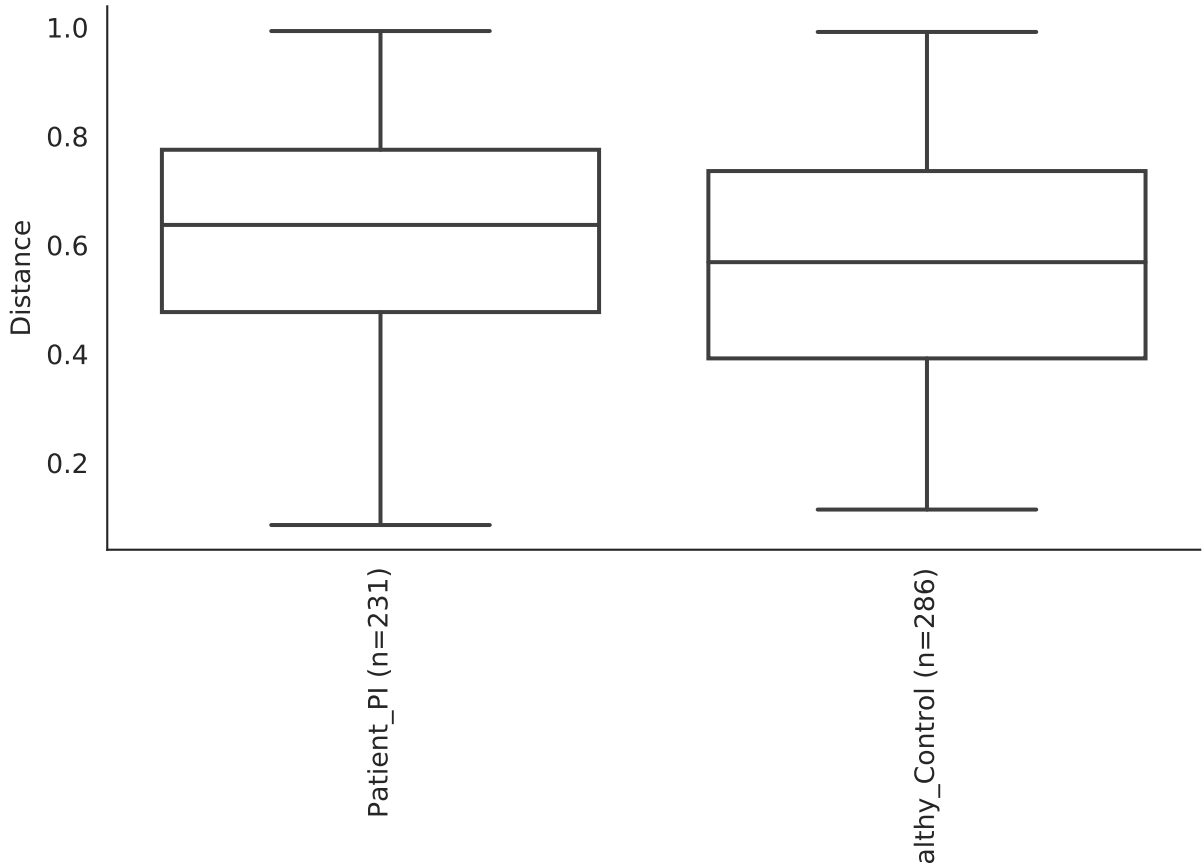 1.0
0.8
0.6
0.4
0.2
Distance
Patient_PI (n=231)
althy_Control (n=286)